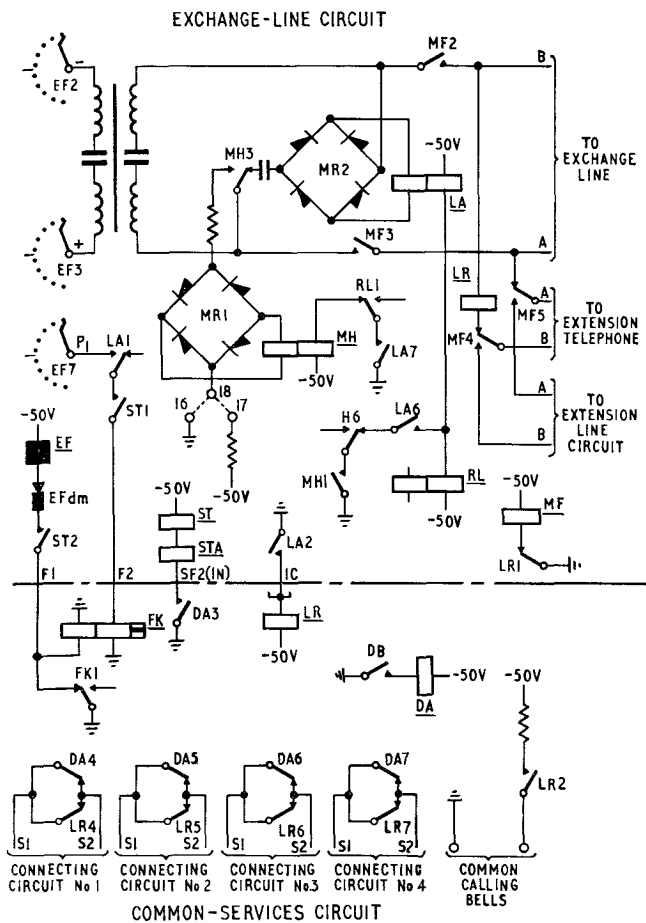 EXCHANGE-LINE CIRCUIT
EF2
-
MF2
B
MH3
MR2
-50V
LA
TO
EXCHANGE
LINE
EF3
+
MF3
A
LR
MF5
A
TO
EXTENSION
TELEPHONE
MF4
B
MR1
RL1
MH
LA7
-50V
EF7
P1
LA1
ST1
16
18
17
-50V
A
TO
EXTENSION
LINE
CIRCUIT
B
H6
LA6
MH1
RL
-50V
-50V
EF
EFdm
ST2
-50V
ST
STA
LA2
-50V
MF
LR1
F1
F2
SF2(IN)
IC
FK
DA3
LR
-50V
FK1
DB
DA
-50V
-50V
LR2
DA4
LR4
S1
S2
DA5
LR5
S1
S2
DA6
LR6
S1
S2
DA7
LR7
S1
S2
CONNECTING
CIRCUIT No 1
CONNECTING
CIRCUIT No 2
CONNECTING
CIRCUIT No.3
CONNECTING
CIRCUIT No 4
COMMON
CALLING
BELLS
COMMON-SERVICES CIRCUIT